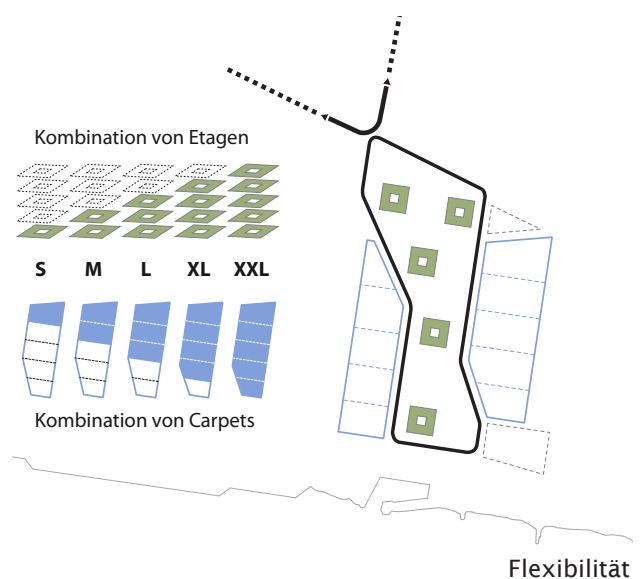 Kombination von Etagen
S M L XL XXL
Kombination von Carpets
Flexibilität